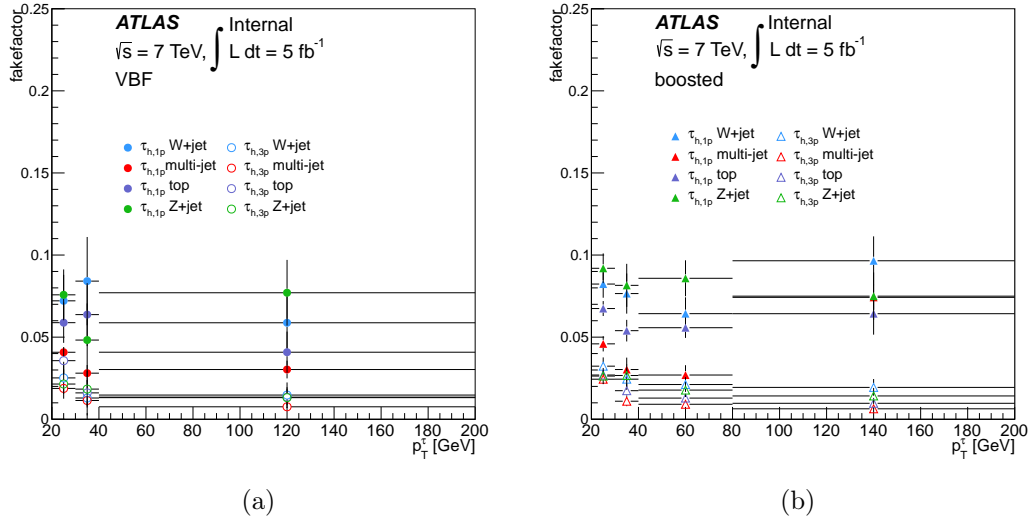 fakefactor
0.25
0.2
0.15
0.1
0.05
0
ATLAS Internal
√s = 7 TeV, ∫ L dt = 5 fb⁻¹
VBF
τh,1p W+jet
τh,3p W+jet
τh,1p multi-jet
τh,3p multi-jet
τh,1p top
τh,3p top
τh,1p Z+jet
τh,3p Z+jet
20 40 60 80 100 120 140 160 180 200
pTτ [GeV]
(a)
fakefactor
0.25
0.2
0.15
0.1
0.05
0
ATLAS Internal
√s = 7 TeV, ∫ L dt = 5 fb⁻¹
boosted
τh,1p W+jet
τh,3p W+jet
τh,1p multi-jet
τh,3p multi-jet
τh,1p top
τh,3p top
τh,1p Z+jet
τh,3p Z+jet
20 40 60 80 100 120 140 160 180 200
pTτ [GeV]
(b)